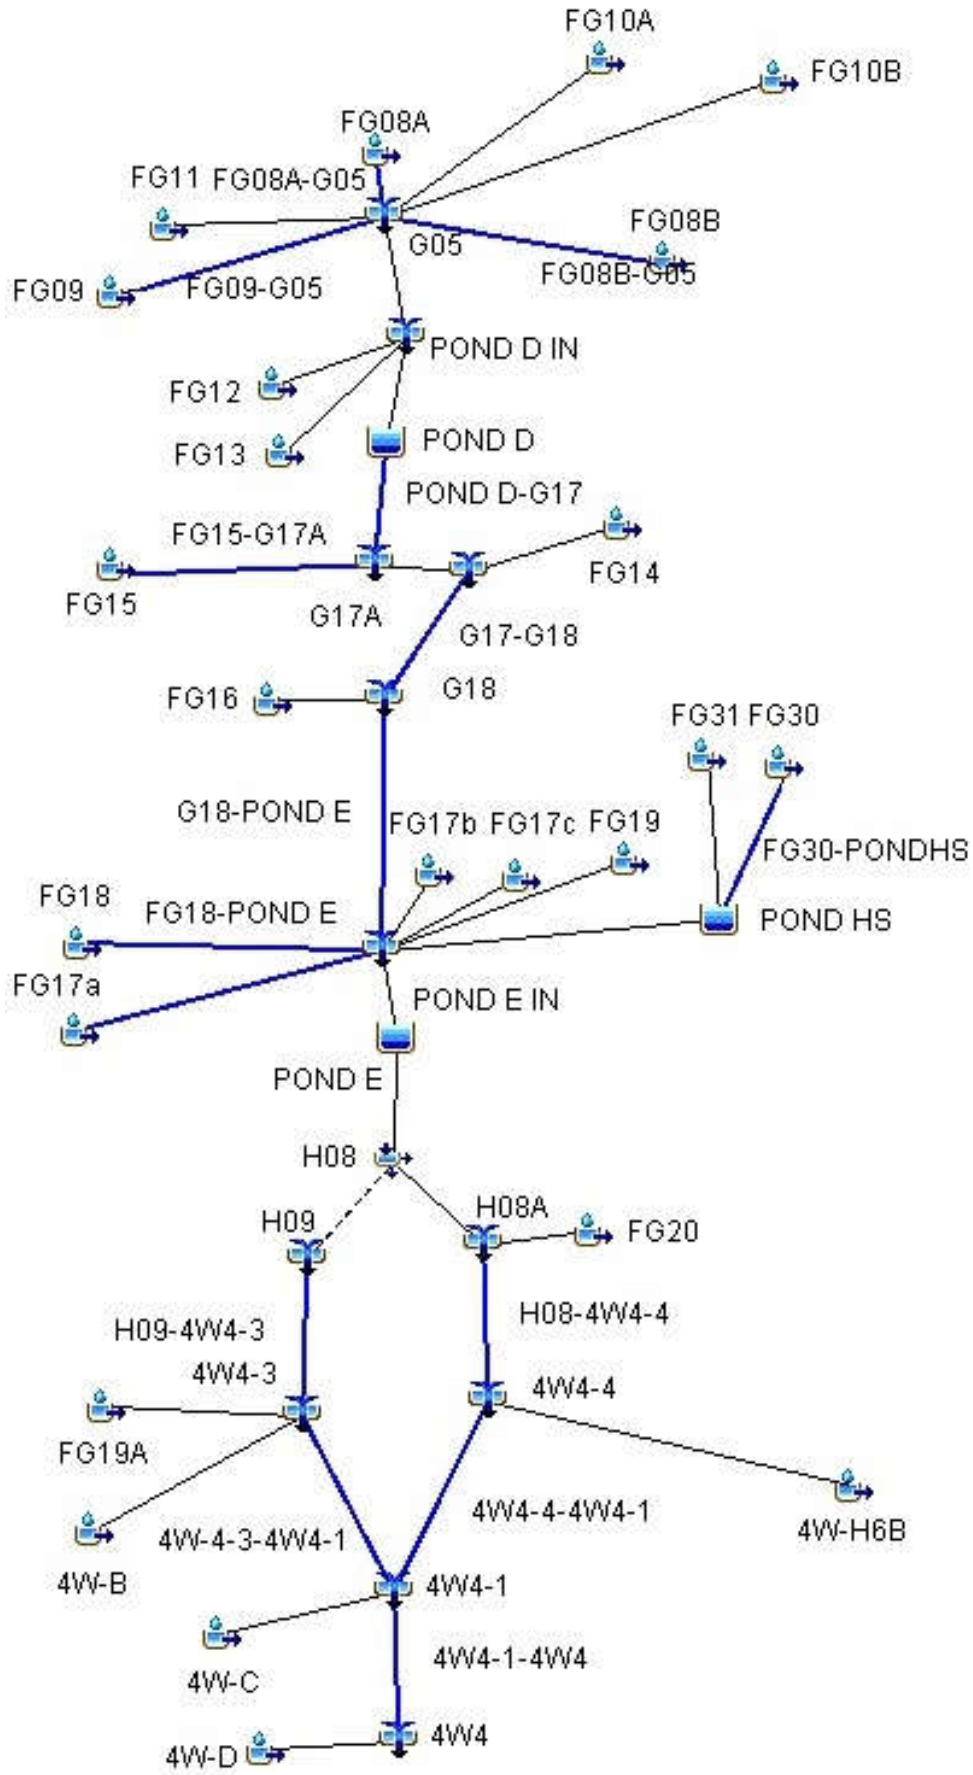 FG10A
FG10B
FG08A
FG11
FG08A-G05
FG08B
G05
FG08B-G05
FG09
FG09-G05
POND D IN
FG12
POND D
FG13
POND D-G17
FG15-G17A
FG14
FG15
G17A
G17-G18
G18
FG16
FG31
FG30
G18-POND E
FG17b
FG17c
FG19
FG30-PONDHS
FG18
FG18-POND E
POND HS
FG17a
POND E IN
POND E
H08
H08A
H09
FG20
H08-4W4-4
H09-4W4-3
4W4-3
4W4-4
FG19A
4W4-4-4W4-1
4W-H6B
4W-4-3-4W4-1
4W-B
4W4-1
4W4-1-4W4
4W-C
4W4
4W-D